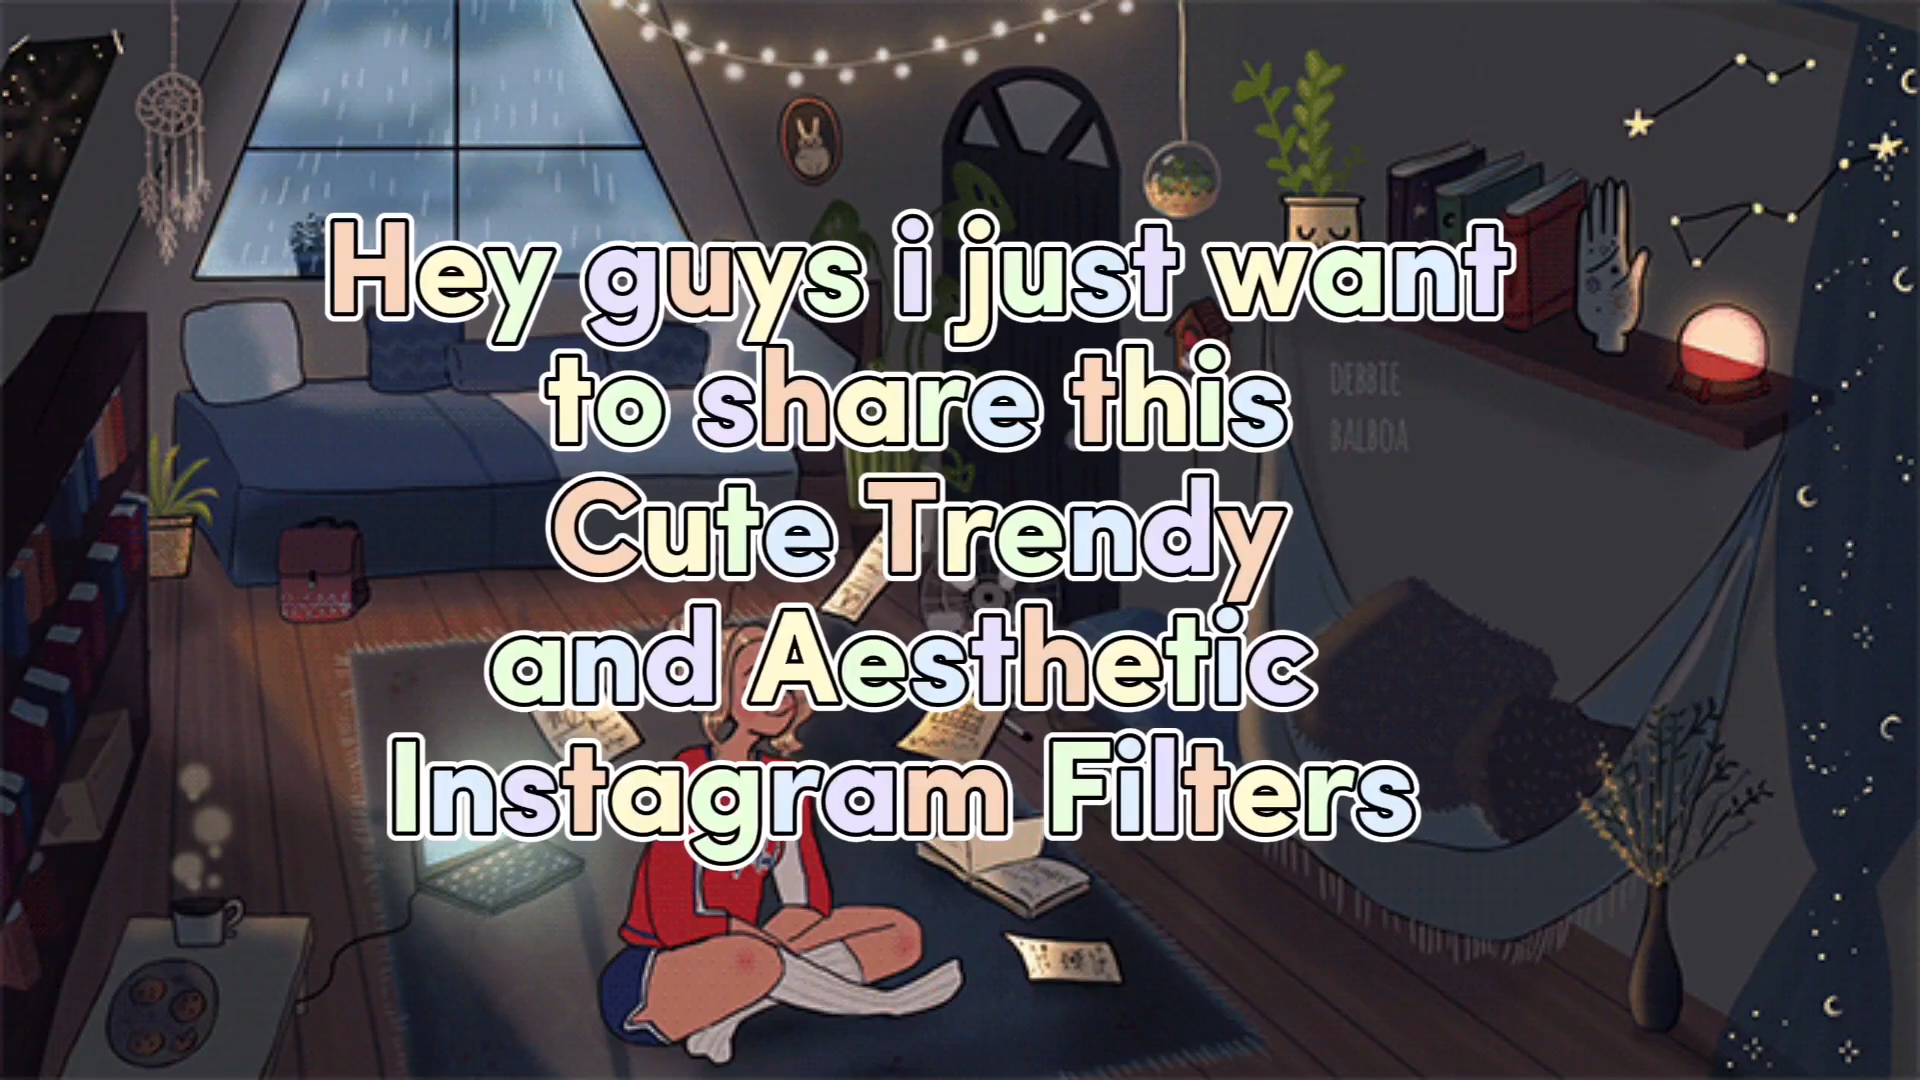 Hey guys i just want
to share this
Cute Trendy
and Aesthetic
Instagram Filters
DEBBIE
BALBOA